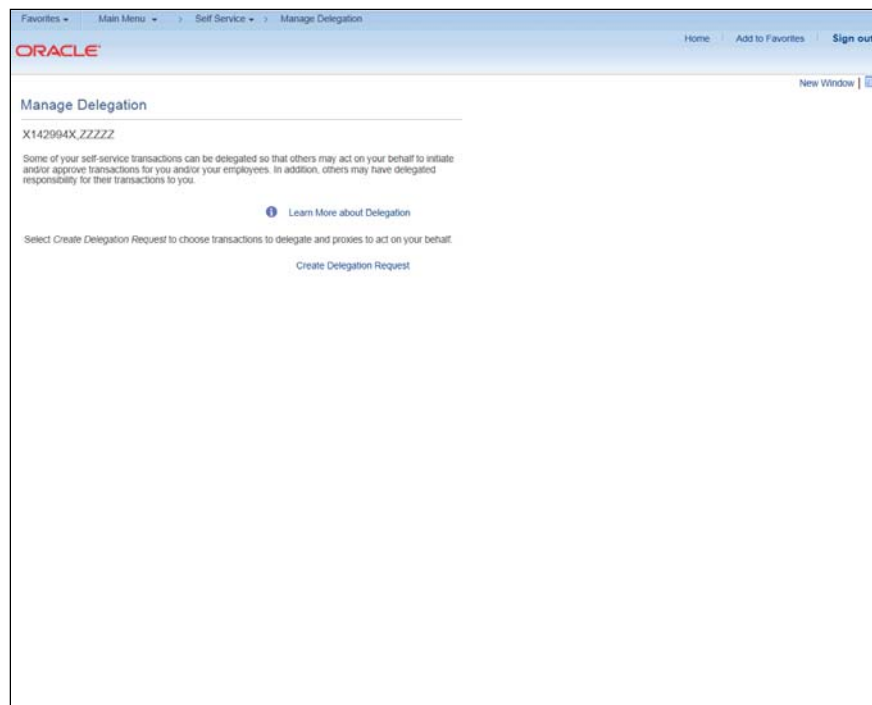 Favorites Main Menu > Self Service > Manage Delegation
Home Add to Favorites Sign out
ORACLE
New Window |
Manage Delegation
X142994X,ZZZZZ
Some of your self-service transactions can be delegated so that others may act on your behalf to initiate
and/or approve transactions for you and/or your employees. In addition, others may have delegated
responsibility for their transactions to you.
Learn More about Delegation
Select Create Delegation Request to choose transactions to delegate and proxies to act on your behalf.
Create Delegation Request